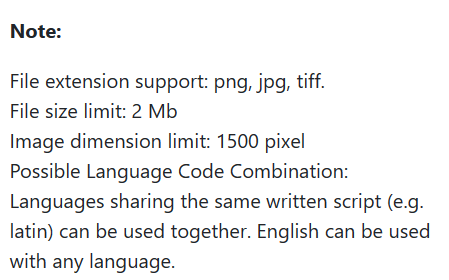 Note:
File extension support: png, jpg, tiff.
File size limit: 2 Mb
Image dimension limit: 1500 pixel
Possible Language Code Combination:
Languages sharing the same written script (e.g.
latin) can be used together. English can be used
with any language.